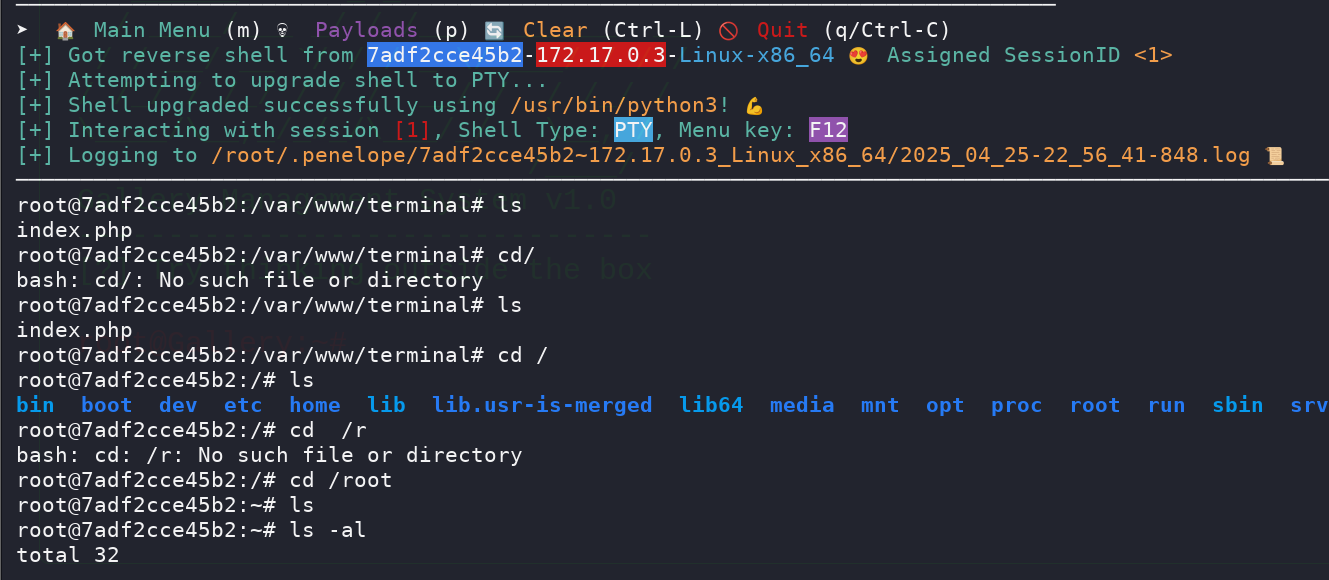 ➤ 🏠 Main Menu (m) 💀 Payloads (p) 🔄 Clear (Ctrl-L) 🚫 Quit (q/Ctrl-C)
[+] Got reverse shell from 7adf2cce45b2-172.17.0.3-Linux-x86_64 😍 Assigned SessionID <1>
[+] Attempting to upgrade shell to PTY...
[+] Shell upgraded successfully using /usr/bin/python3! 💪
[+] Interacting with session [1], Shell Type: PTY, Menu key: F12
[+] Logging to /root/.penelope/7adf2cce45b2~172.17.0.3_Linux_x86_64/2025_04_25-22_56_41-848.log 📜
root@7adf2cce45b2:/var/www/terminal# ls
index.php
root@7adf2cce45b2:/var/www/terminal# cd/
bash: cd/: No such file or directory
root@7adf2cce45b2:/var/www/terminal# ls
index.php
root@7adf2cce45b2:/var/www/terminal# cd /
root@7adf2cce45b2:/# ls
bin boot dev etc home lib lib.usr-is-merged lib64 media mnt opt proc root run sbin srv
root@7adf2cce45b2:/# cd  /r
bash: cd: /r: No such file or directory
root@7adf2cce45b2:/# cd /root
root@7adf2cce45b2:~# ls
root@7adf2cce45b2:~# ls -al
total 32